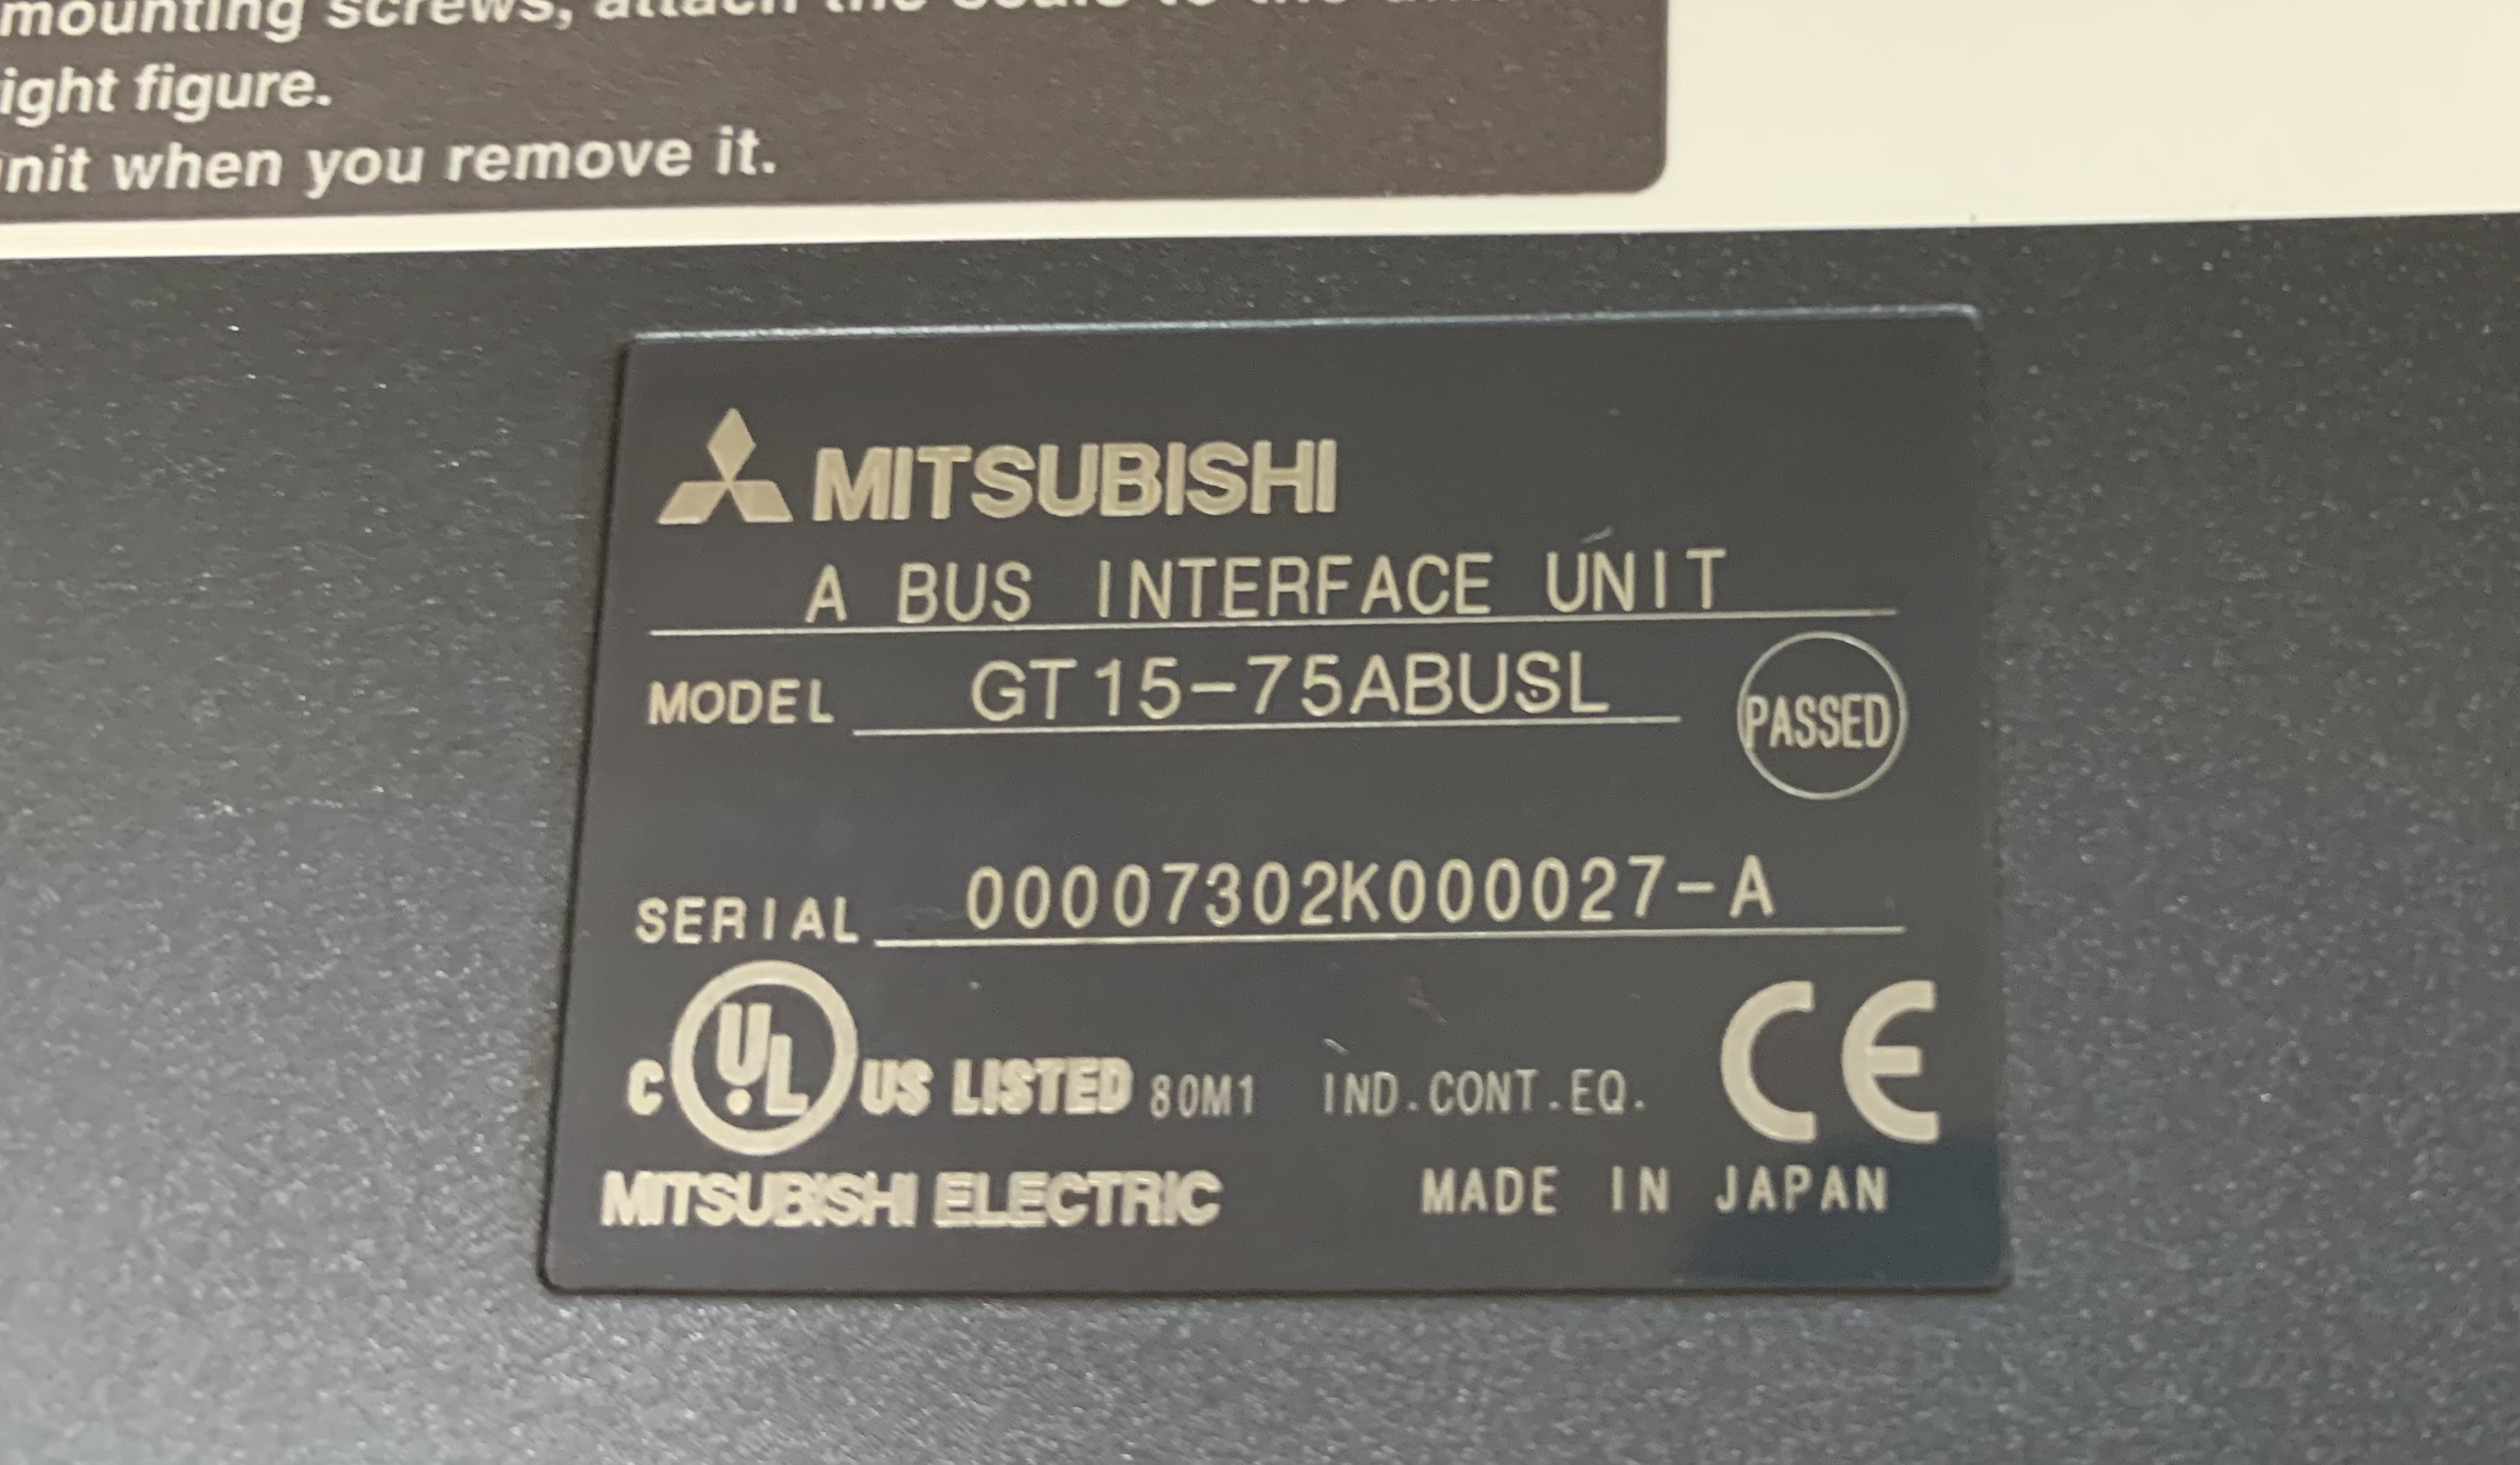 mounting screws, attach the
ight figure.
nit when you remove it.
MITSUBISHI
A BUS INTERFACE UNIT
MODEL GT15-75ABUSL PASSED
SERIAL 00007302K000027-A
C UL US LISTED 80M1 IND.CONT.EQ. CE
MITSUBISHI ELECTRIC MADE IN JAPAN